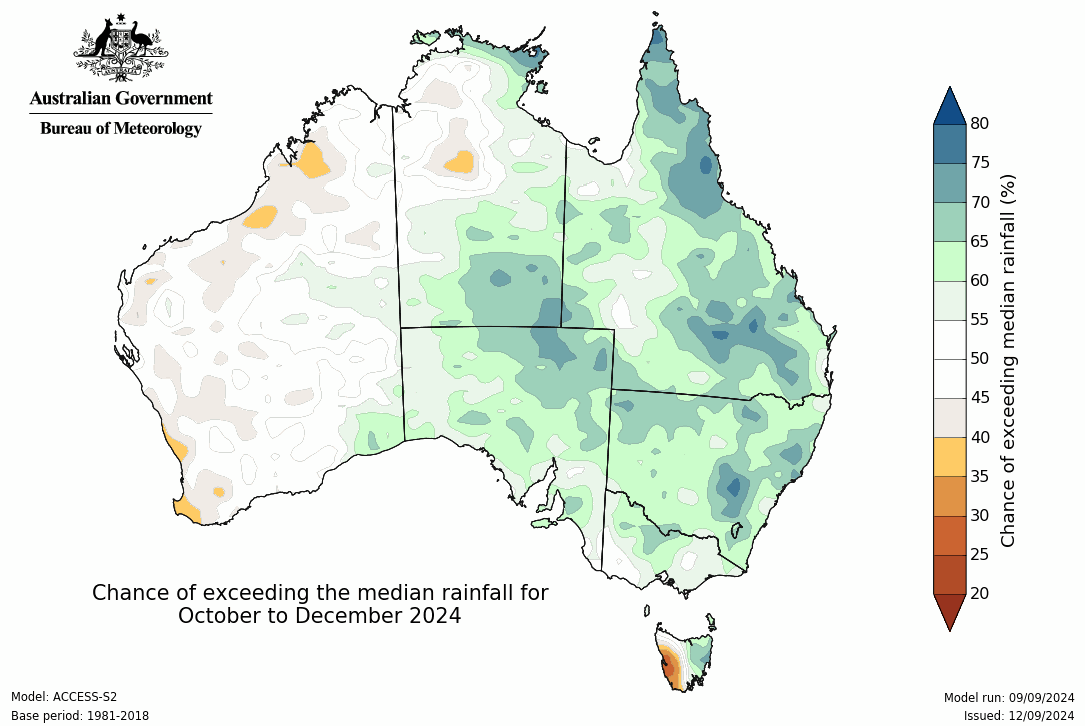 Australian Government
Bureau of Meteorology
80
75
70
65
60
55
50
45
40
35
30
25
20
Chance of exceeding median rainfall (%)
Chance of exceeding the median rainfall for
October to December 2024
Model: ACCESS-S2
Base period: 1981-2018
Model run: 09/09/2024
Issued: 12/09/2024